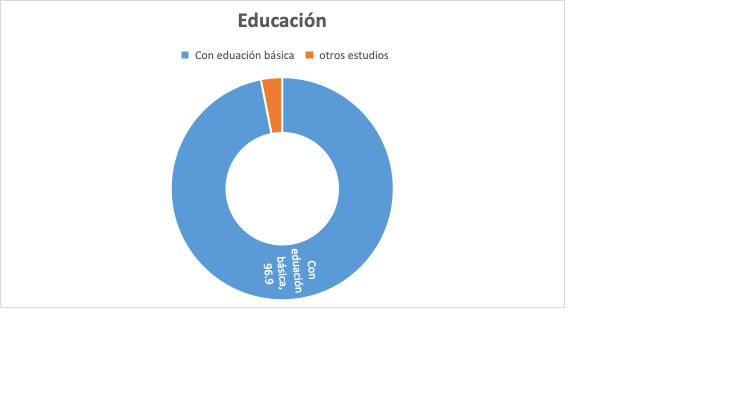 Educación
Con eduación básica
otros estudios
Con
eduación
básica,
96.9